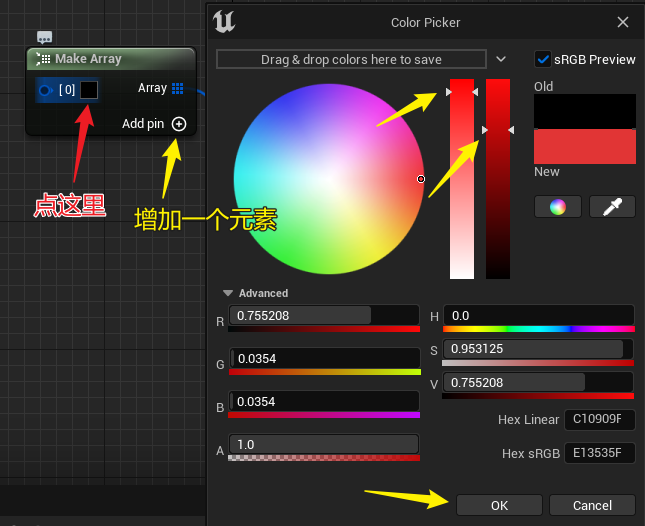 Make Array
[ 0]
Array
Add pin
点这里
增加一个元素
Color Picker
Drag & drop colors here to save
sRGB Preview
Old
New
Advanced
R
0.755208
G
0.0354
B
0.0354
A
1.0
H
0.0
S
0.953125
V
0.755208
Hex Linear
C10909F
Hex sRGB
E13535F
OK
Cancel